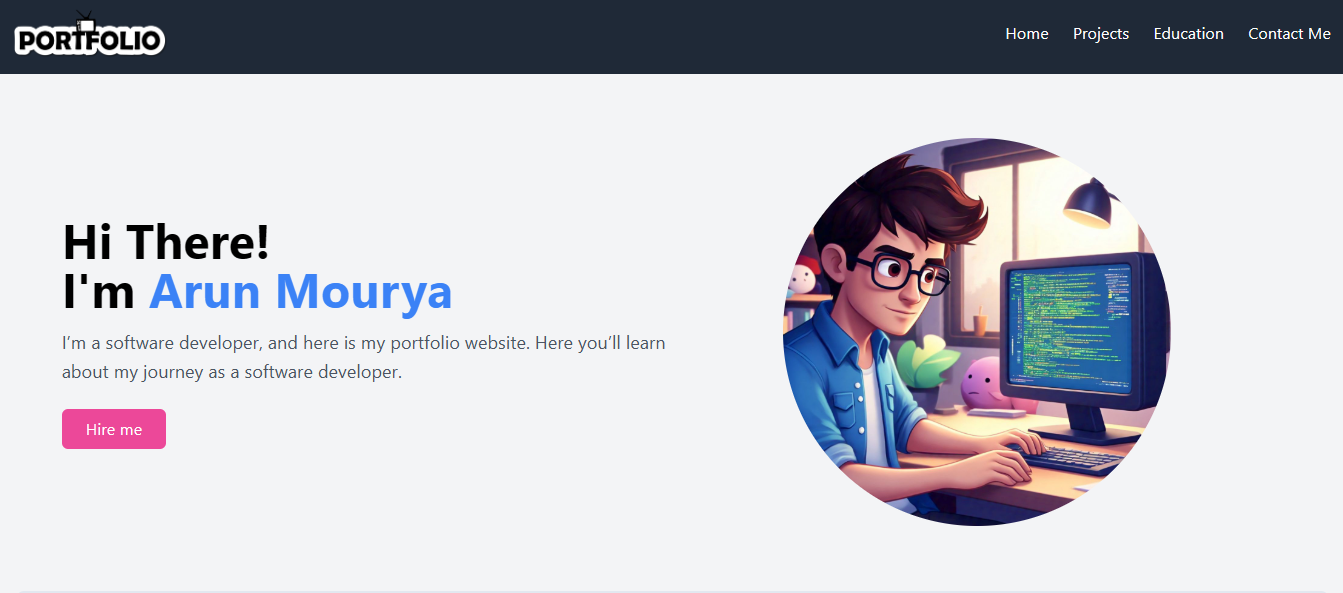 PORTFOLIO
Home Projects Education Contact Me
Hi There!
I'm Arun Mourya
I’m a software developer, and here is my portfolio website. Here you’ll learn
about my journey as a software developer.
Hire me